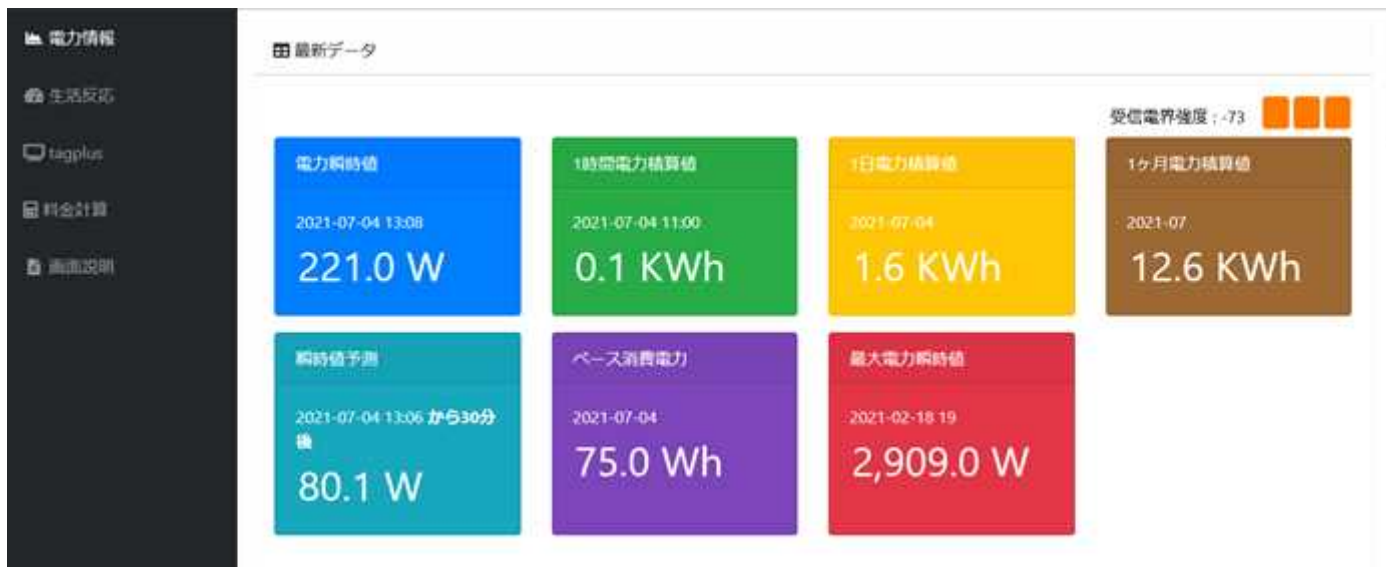 電力情報
生活反応
tagplus
料金計算
画面説明
最新データ
受信電界強度 : -73
電力瞬時値
2021-07-04 13:08
221.0 W
1時間電力積算値
2021-07-04 11:00
0.1 KWh
1日電力積算値
2021-07-04
1.6 KWh
1ヶ月電力積算値
2021-07
12.6 KWh
瞬時値予測
2021-07-04 13:06 から30分
後
80.1 W
ベース消費電力
2021-07-04
75.0 Wh
最大電力瞬時値
2021-02-18 19
2,909.0 W